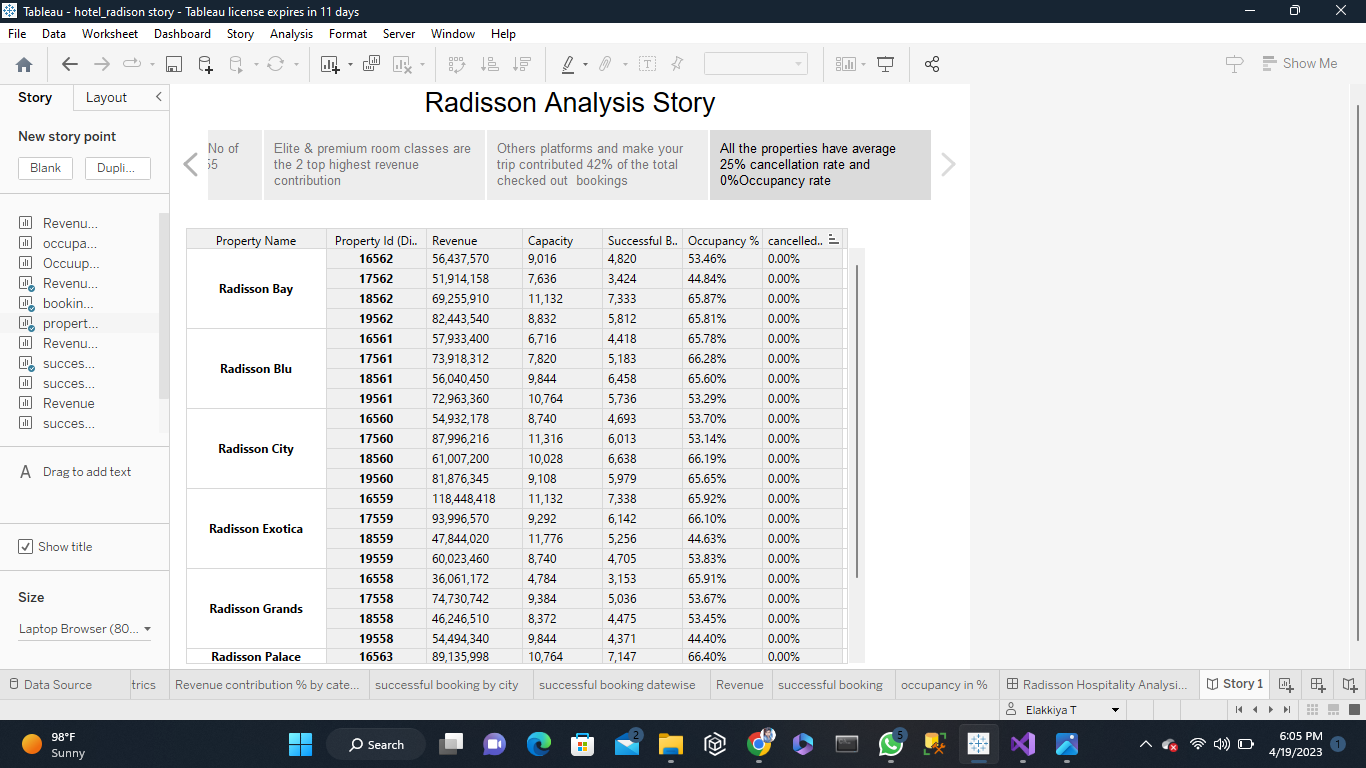 Tableau - hotel_radison story - Tableau license expires in 11 days
File Data Worksheet Dashboard Story Analysis Format Server Window Help
Show Me
Story Layout
New story point
Blank Dupli...
Revenu...
occupa...
Occuup...
Revenu...
bookin...
propert...
Revenu...
succes...
succes...
Revenue
succes...
A Drag to add text
Show title
Size
Laptop Browser (80...
Radisson Analysis Story
No of
55
Elite & premium room classes are
the 2 top highest revenue
contribution
Others platforms and make your
trip contributed 42% of the total
checked out bookings
All the properties have average
25% cancellation rate and
0%Occupancy rate
Property Name Property Id (Di.. Revenue Capacity Successful B.. Occupancy % cancelled..
Radisson Bay
16562 56,437,570 9,016 4,820 53.46% 0.00%
17562 51,914,158 7,636 3,424 44.84% 0.00%
18562 69,255,910 11,132 7,333 65.87% 0.00%
19562 82,443,540 8,832 5,812 65.81% 0.00%
Radisson Blu
16561 57,933,400 6,716 4,418 65.78% 0.00%
17561 73,918,312 7,820 5,183 66.28% 0.00%
18561 56,040,450 9,844 6,458 65.60% 0.00%
19561 72,963,360 10,764 5,736 53.29% 0.00%
Radisson City
16560 54,932,178 8,740 4,693 53.70% 0.00%
17560 87,996,216 11,316 6,013 53.14% 0.00%
18560 61,007,200 10,028 6,638 66.19% 0.00%
19560 81,876,345 9,108 5,979 65.65% 0.00%
Radisson Exotica
16559 118,448,418 11,132 7,338 65.92% 0.00%
17559 93,996,570 9,292 6,142 66.10% 0.00%
18559 47,844,020 11,776 5,256 44.63% 0.00%
19559 60,023,460 8,740 4,705 53.83% 0.00%
Radisson Grands
16558 36,061,172 4,784 3,153 65.91% 0.00%
17558 74,730,742 9,384 5,036 53.67% 0.00%
18558 46,246,510 8,372 4,475 53.45% 0.00%
19558 54,494,340 9,844 4,371 44.40% 0.00%
Radisson Palace 16563 89,135,998 10,764 7,147 66.40% 0.00%
Data Source trics Revenue contribution % by cate... successful booking by city successful booking datewise Revenue successful booking occupancy in % Radisson Hospitality Analysi... Story 1
Elakkiya T
98°F
Sunny
Search
2
5
6:05 PM
4/19/2023
1